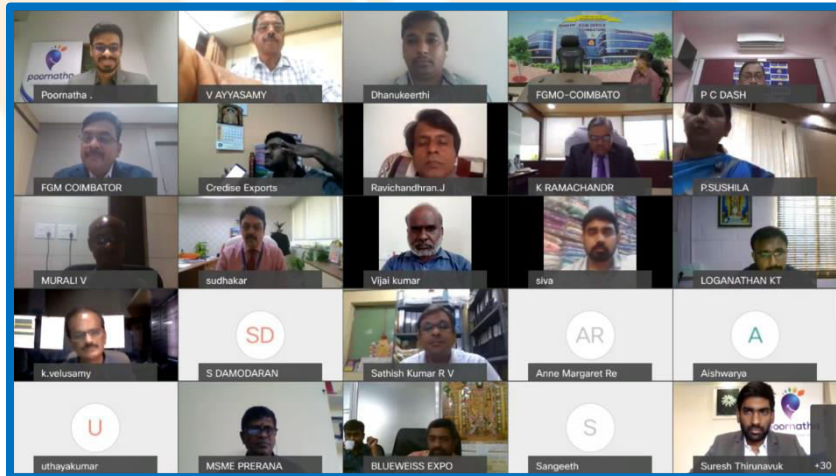 poornatha
Poornatha .
V AYYASAMY
Dhanukeerthi
FGMO-COIMBATO
P C DASH
FGM COIMBATOR
Credise Exports
Ravichandhran.J
K RAMACHANDR
P.SUSHILA
MURALI V
sudhakar
Vijai kumar
siva
LOGANATHAN KT
k.velusamy
SD
S DAMODARAN
Sathish Kumar R V
AR
Anne Margaret Re
A
Aishwarya
U
uthayakumar
MSME PRERANA
BLUEWEISS EXPO
S
Sangeeth
poornatha
Suresh Thirunavuk
+30